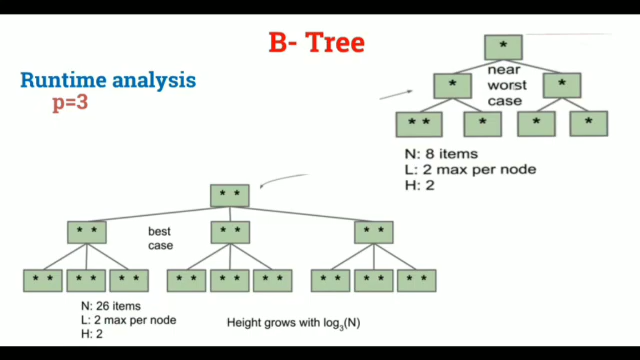 B- Tree
Runtime analysis
p=3
*
near
worst
case
* *
* *
* * * *
N: 8 items
L: 2 max per node
H: 2
* *
best
case
* * * * * *
* * * * * * * * * * * * * * * * * *
N: 26 items
L: 2 max per node
H: 2
Height grows with log₃(N)